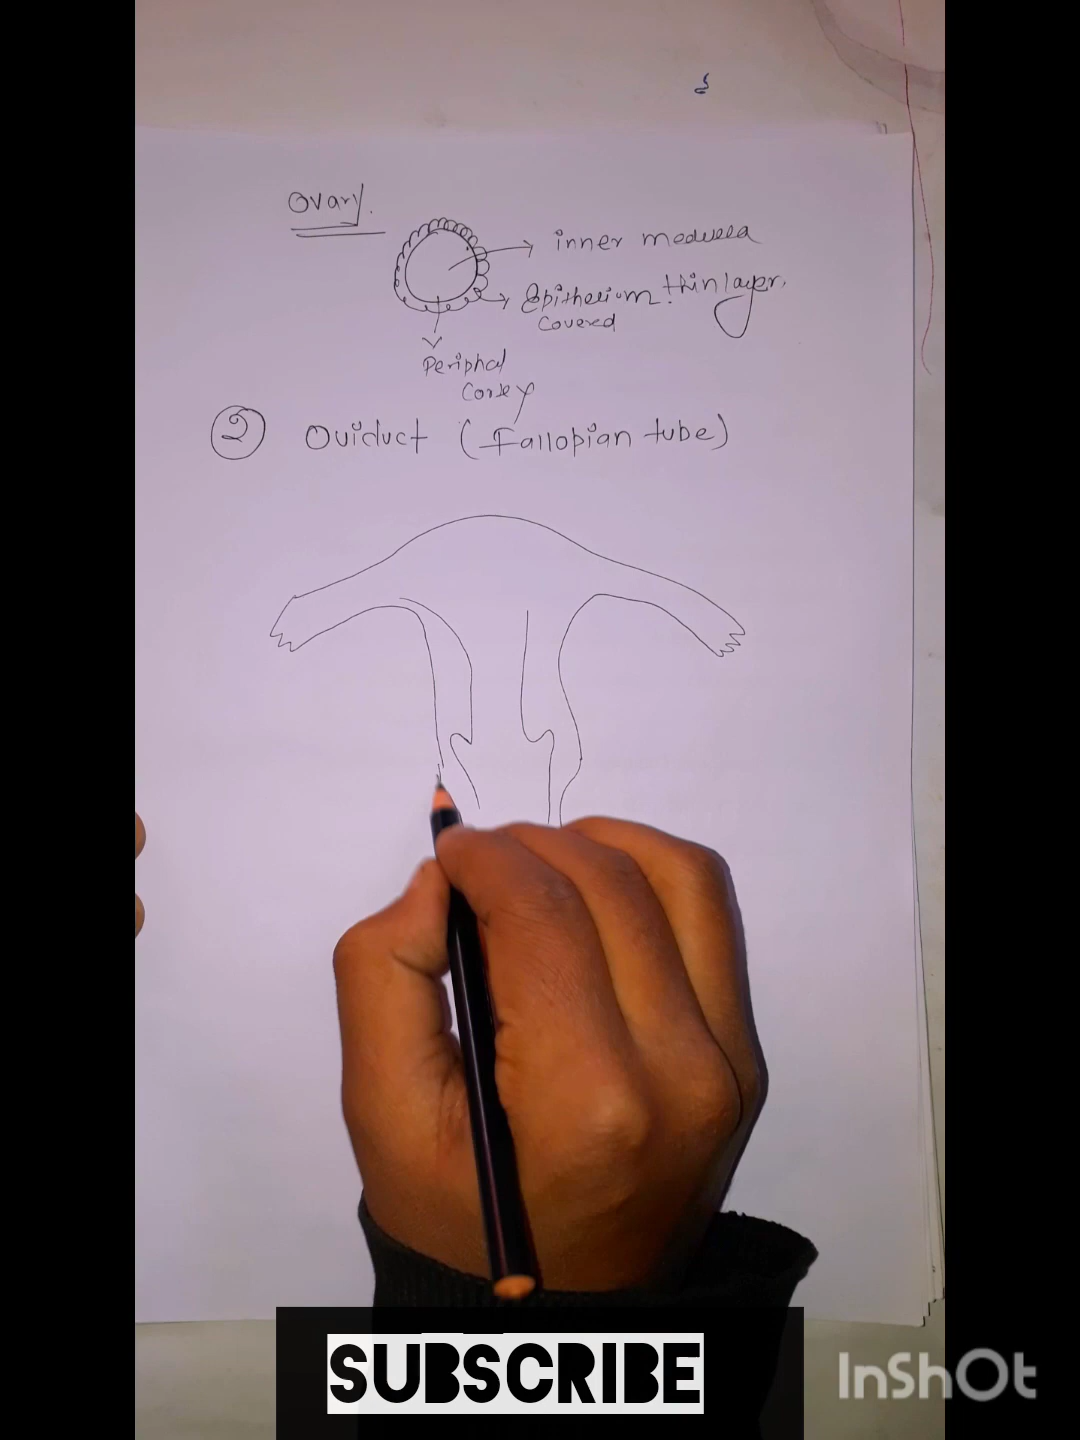 Ovary.
inner medulla
Epithelium thin layer.
Covered
Periphal
Cortex
2 Oviduct (Fallopian tube)
SUBSCRIBE
InShOt